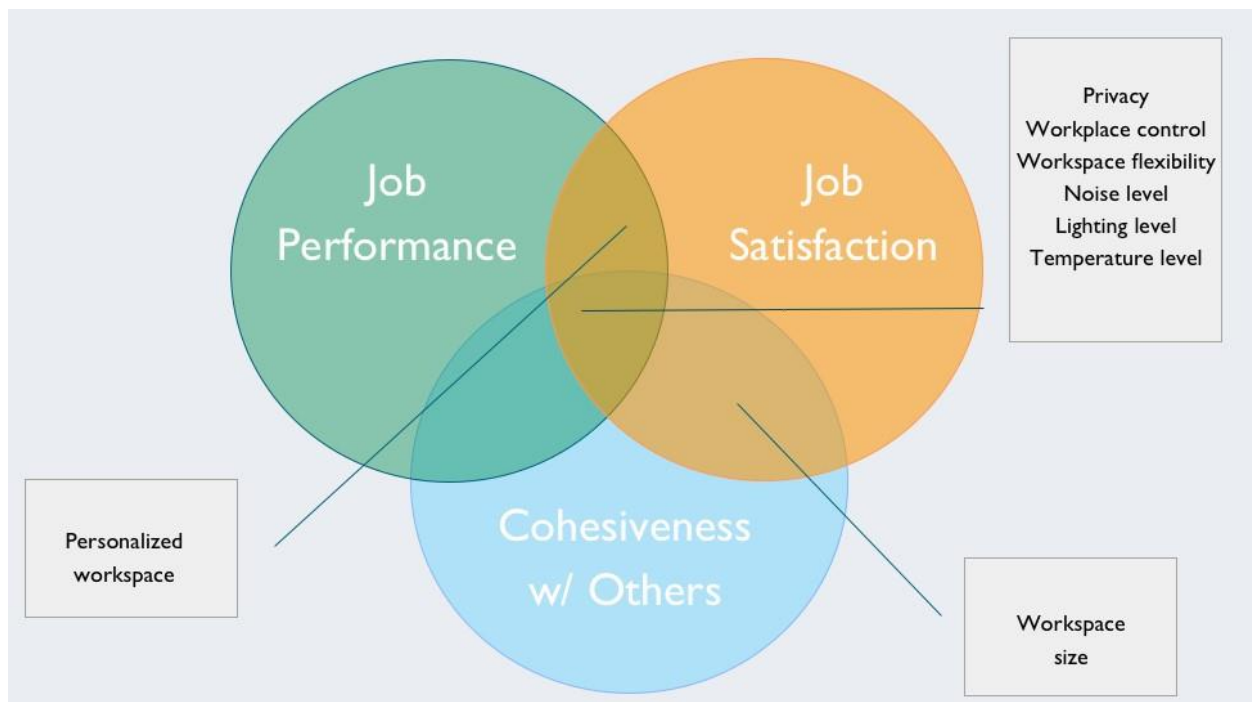 Job
Performance
Job
Satisfaction
Privacy
Workplace control
Workspace flexibility
Noise level
Lighting level
Temperature level
Cohesiveness
w/ Others
Personalized
workspace
Workspace
size